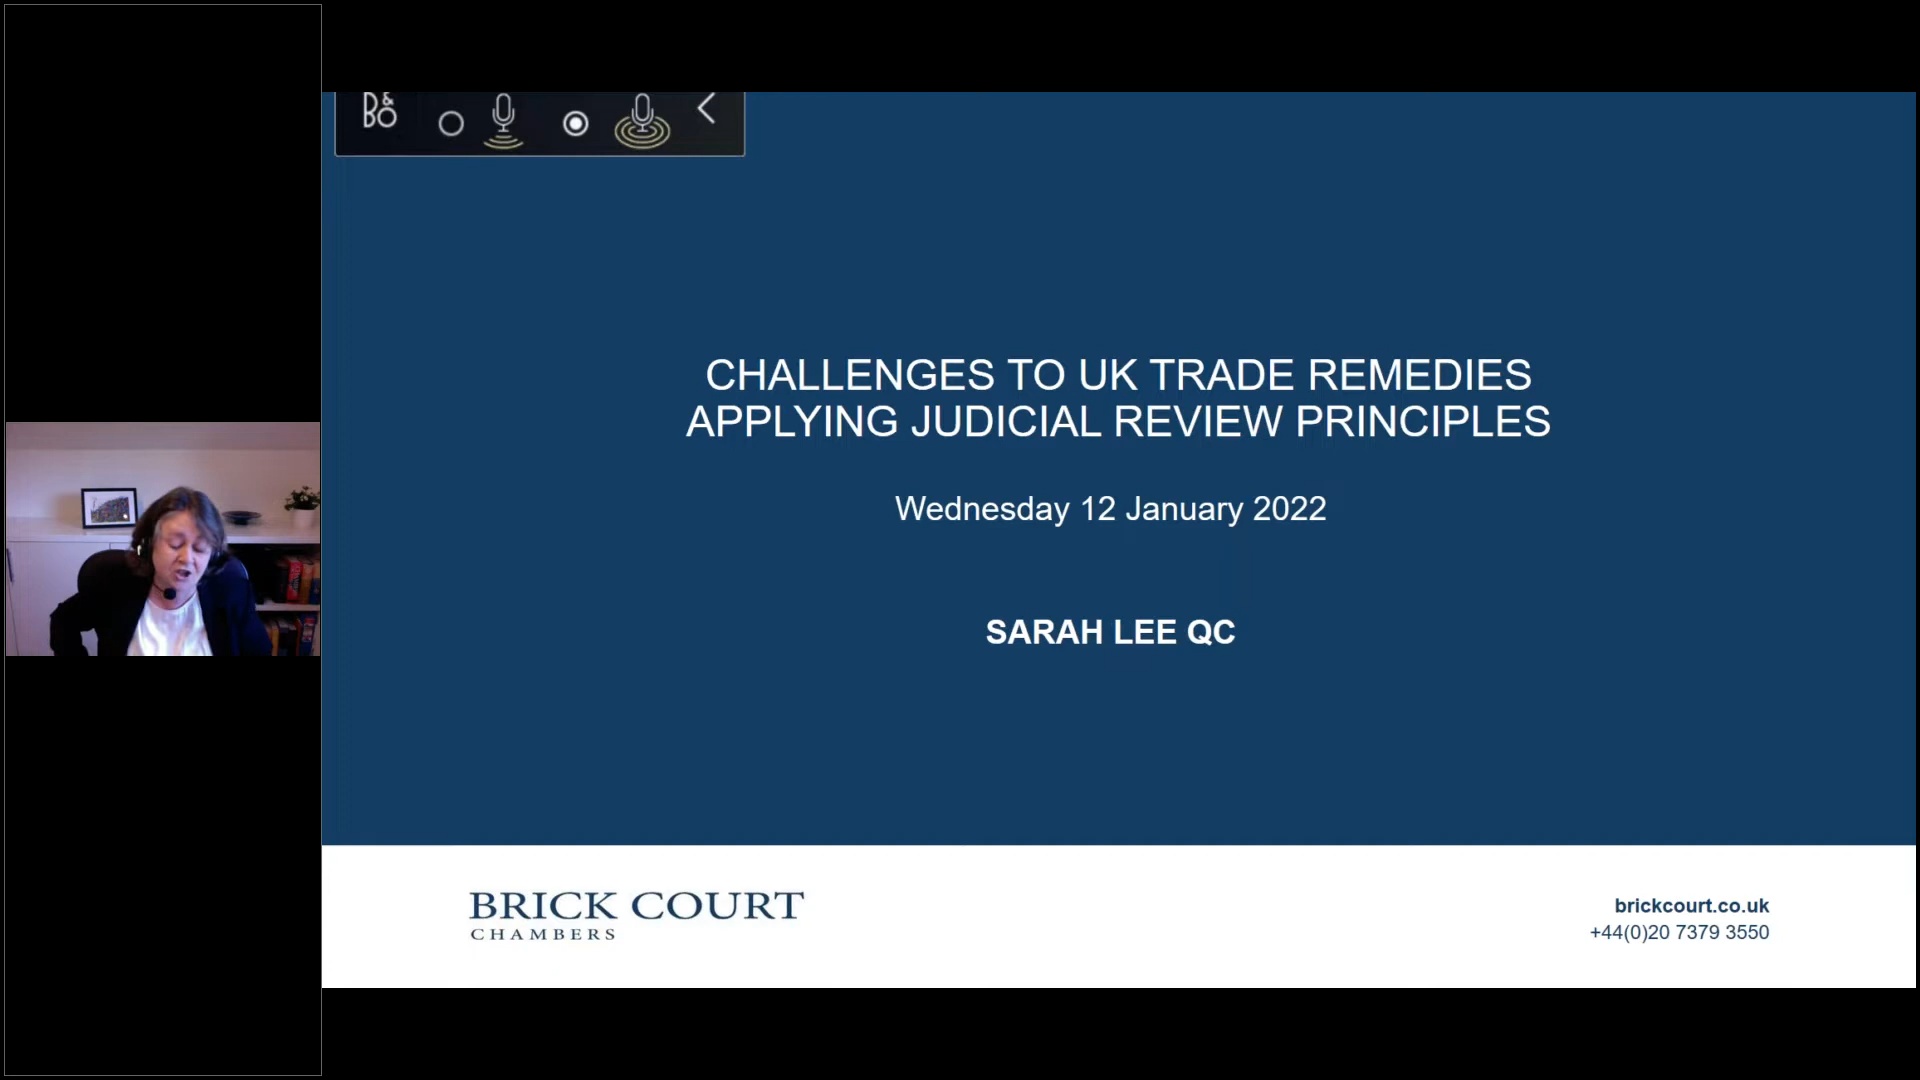 B&O
CHALLENGES TO UK TRADE REMEDIES
APPLYING JUDICIAL REVIEW PRINCIPLES
Wednesday 12 January 2022
SARAH LEE QC
BRICK COURT
CHAMBERS
brickcourt.co.uk
+44(0)20 7379 3550